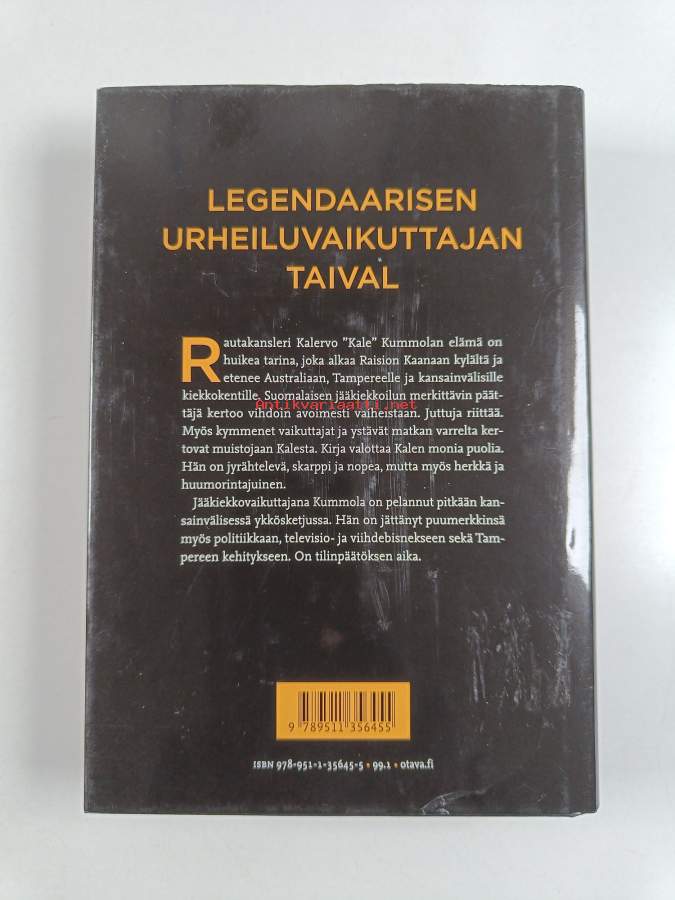 LEGENDAARISEN
URHEILUVAIKUTTAJAN
TAIVAL
Rautakansleri Kalervo ”Kale” Kummolan elämä on
huikea tarina, joka alkaa Raision Kaanaan kylältä ja
etenee Australiaan, Tampereelle ja kansainvälisille
kiekkokentille. Suomalaisen jääkiekkoilun merkittävin päät-
täjä kertoo vihdoin avoimesti vaiheistaan. Juttuja riittää.
Antikvariaatti.net
Myös kymmenet vaikuttajat ja ystävät matkan varrelta ker-
tovat muistojaan Kalesta. Kirja valottaa Kalen monia puolia.
Hän on jyrähtelevä, skarppi ja nopea, mutta myös herkkä ja
huumorintajuinen.
Jääkiekkovaikuttajana Kummola on pelannut pitkään kan-
sainvälisessä ykkösketjussa. Hän on jättänyt puumerkkinsä
myös politiikkaan, televisio- ja viihdebisnekseen sekä Tam-
pereen kehitykseen. On tilinpäätöksen aika.
9 789511 356455
ISBN 978-951-1-35645-5 • 99.1 • otava.fi